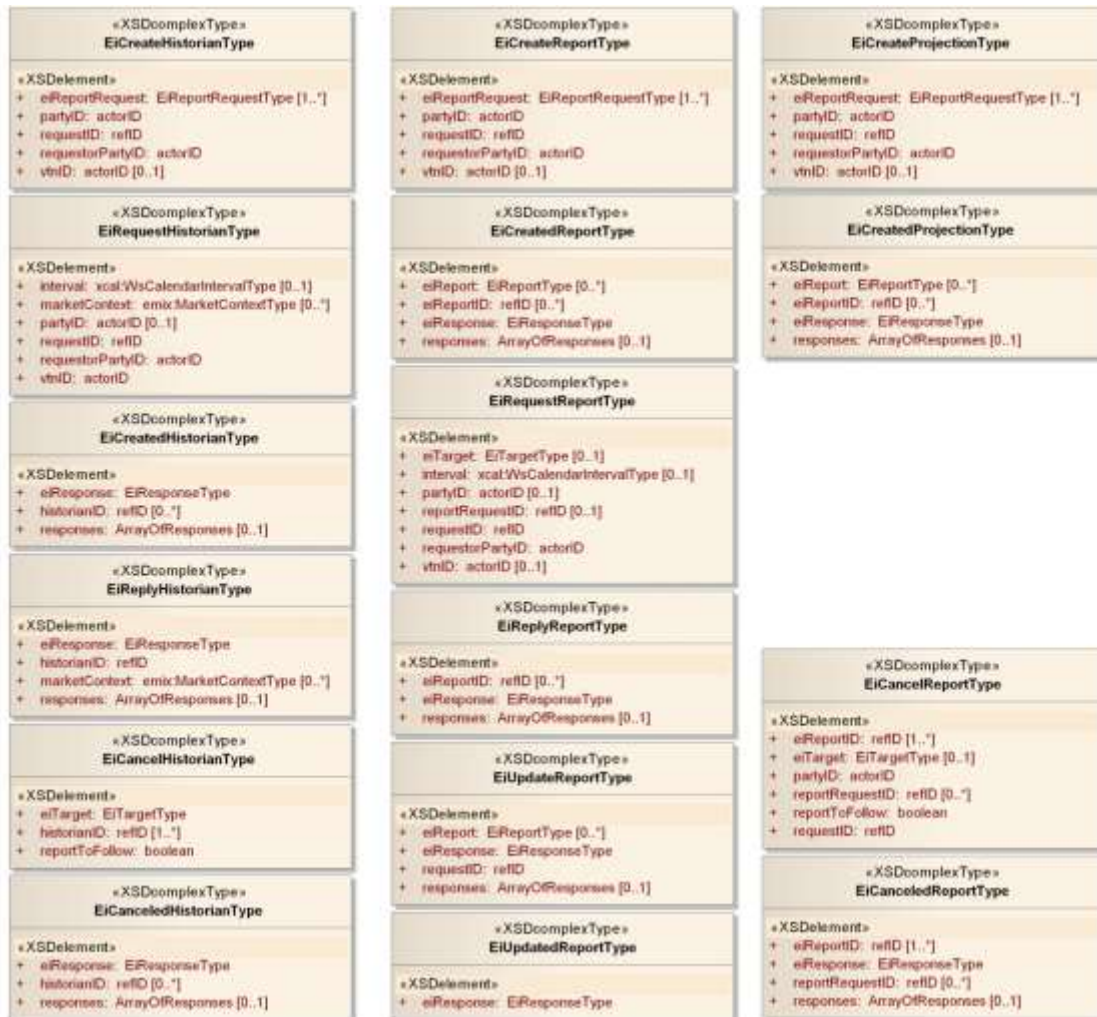 «XSDcomplexType»
EiCreateHistorianType
«XSDelement»
+ eiReportRequest: EiReportRequestType [1..*]
+ partyID: actorID
+ requestID: refID
+ requestorPartyID: actorID
+ vtnID: actorID [0..1]
«XSDcomplexType»
EiRequestHistorianType
«XSDelement»
+ interval: xcal:WsCalendarIntervalType [0..1]
+ marketContext: emix:MarketContextType [0..*]
+ partyID: actorID [0..1]
+ requestID: refID
+ requestorPartyID: actorID
+ vtnID: actorID
«XSDcomplexType»
EiCreatedHistorianType
«XSDelement»
+ eiResponse: EiResponseType
+ historianID: refID [0..*]
+ responses: ArrayOfResponses [0..1]
«XSDcomplexType»
EiReplyHistorianType
«XSDelement»
+ eiResponse: EiResponseType
+ historianID: refID
+ marketContext: emix:MarketContextType [0..*]
+ responses: ArrayOfResponses [0..1]
«XSDcomplexType»
EiCancelHistorianType
«XSDelement»
+ eiTarget: EiTargetType
+ historianID: refID [1..*]
+ reportToFollow: boolean
«XSDcomplexType»
EiCanceledHistorianType
«XSDelement»
+ eiResponse: EiResponseType
+ historianID: refID [0..*]
+ responses: ArrayOfResponses [0..1]
«XSDcomplexType»
EiCreateReportType
«XSDelement»
+ eiReportRequest: EiReportRequestType [1..*]
+ partyID: actorID
+ requestID: refID
+ requestorPartyID: actorID
+ vtnID: actorID [0..1]
«XSDcomplexType»
EiCreatedReportType
«XSDelement»
+ eiReport: EiReportType [0..*]
+ eiReportID: refID [0..*]
+ eiResponse: EiResponseType
+ responses: ArrayOfResponses [0..1]
«XSDcomplexType»
EiRequestReportType
«XSDelement»
+ eiTarget: EiTargetType [0..1]
+ interval: xcal:WsCalendarIntervalType [0..1]
+ partyID: actorID [0..1]
+ reportRequestID: refID [0..1]
+ requestID: refID
+ requestorPartyID: actorID
+ vtnID: actorID [0..1]
«XSDcomplexType»
EiReplyReportType
«XSDelement»
+ eiReportID: refID [0..*]
+ eiResponse: EiResponseType
+ responses: ArrayOfResponses [0..1]
«XSDcomplexType»
EiUpdateReportType
«XSDelement»
+ eiReport: EiReportType [0..*]
+ eiResponse: EiResponseType
+ requestID: refID
+ responses: ArrayOfResponses [0..1]
«XSDcomplexType»
EiUpdatedReportType
«XSDelement»
+ eiResponse: EiResponseType
«XSDcomplexType»
EiCreateProjectionType
«XSDelement»
+ eiReportRequest: EiReportRequestType [1..*]
+ partyID: actorID
+ requestID: refID
+ requestorPartyID: actorID
+ vtnID: actorID [0..1]
«XSDcomplexType»
EiCreatedProjectionType
«XSDelement»
+ eiReport: EiReportType [0..*]
+ eiReportID: refID [0..*]
+ eiResponse: EiResponseType
+ responses: ArrayOfResponses [0..1]
«XSDcomplexType»
EiCancelReportType
«XSDelement»
+ eiReportID: refID [1..*]
+ eiTarget: EiTargetType [0..1]
+ partyID: actorID
+ reportRequestID: refID [0..*]
+ reportToFollow: boolean
+ requestID: refID
«XSDcomplexType»
EiCanceledReportType
«XSDelement»
+ eiReportID: refID [1..*]
+ eiResponse: EiResponseType
+ reportRequestID: refID [0..*]
+ responses: ArrayOfResponses [0..1]